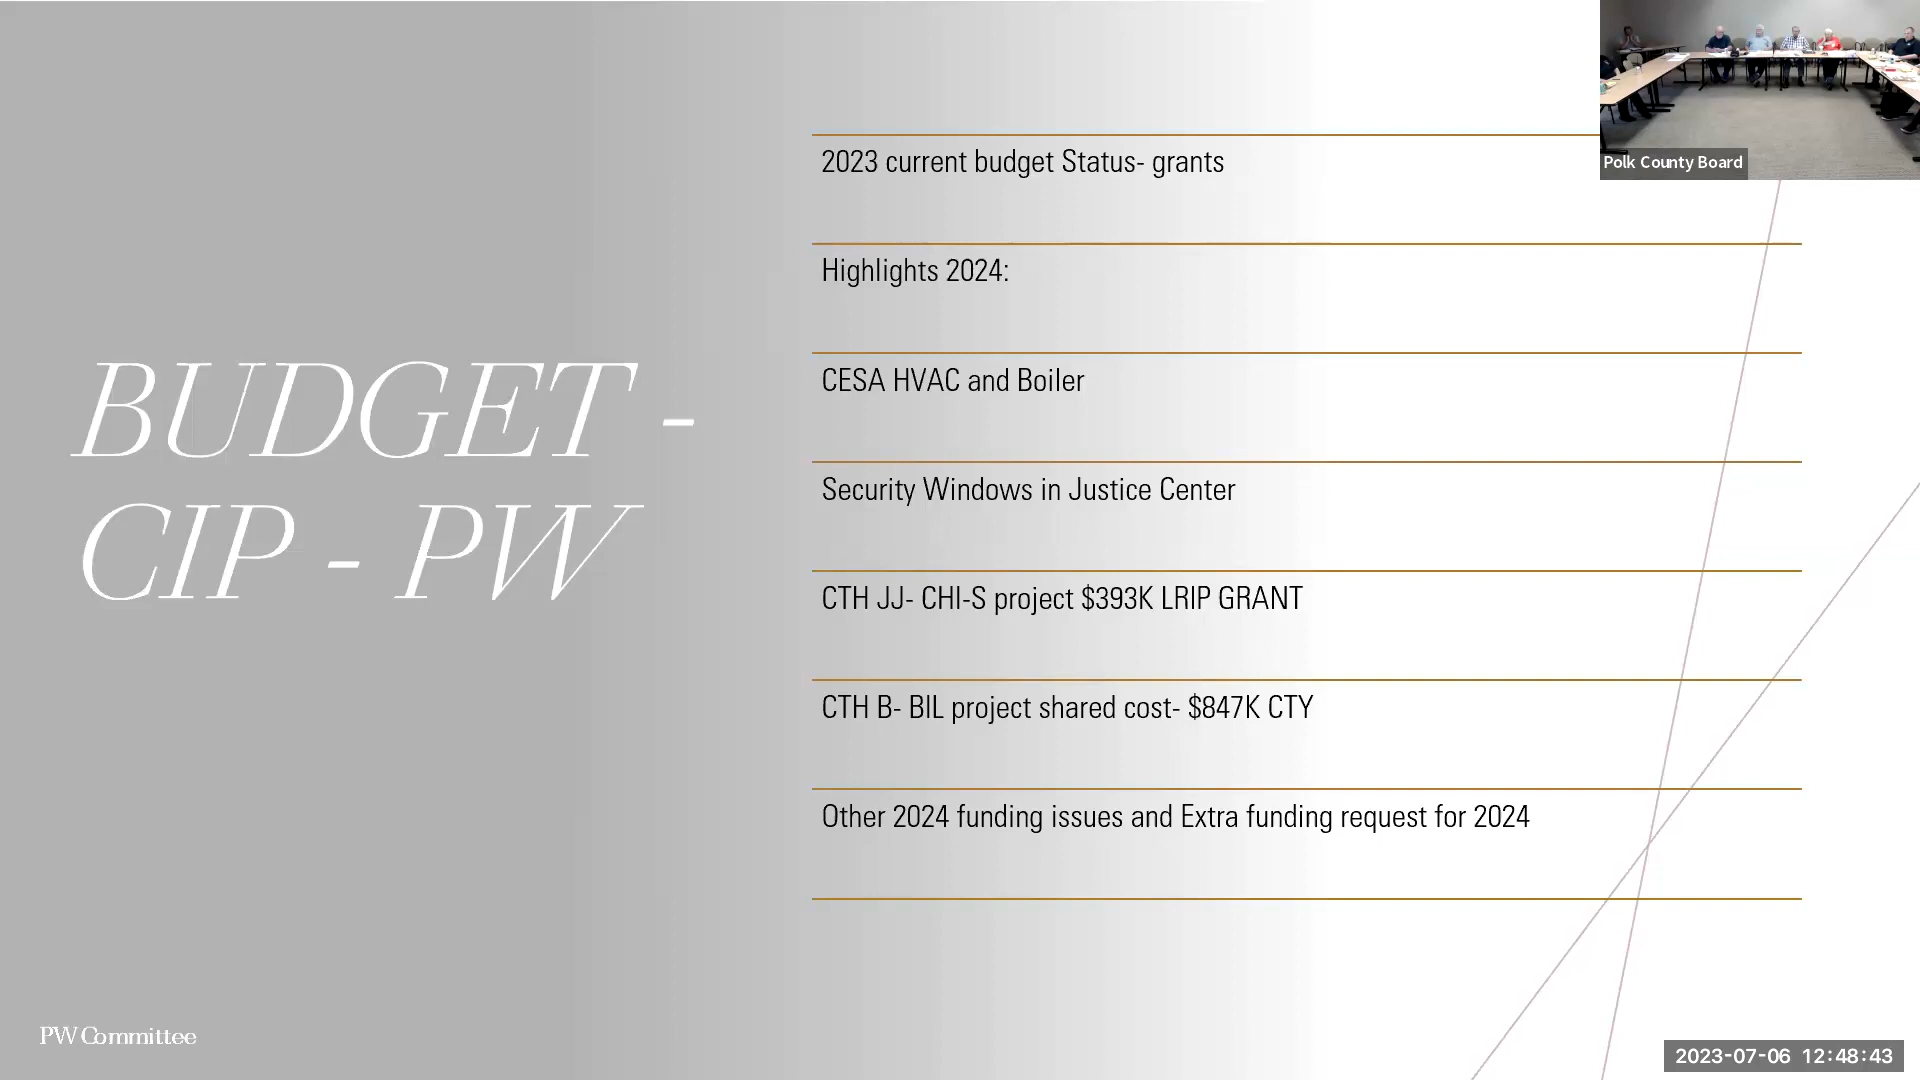 BUDGET -
CIP - PW
2023 current budget Status- grants
Highlights 2024:
CESA HVAC and Boiler
Security Windows in Justice Center
CTH JJ- CHI-S project $393K LRIP GRANT
CTH B- BIL project shared cost- $847K CTY
Other 2024 funding issues and Extra funding request for 2024
PW Committee
Polk County Board
2023-07-06 12:48:43